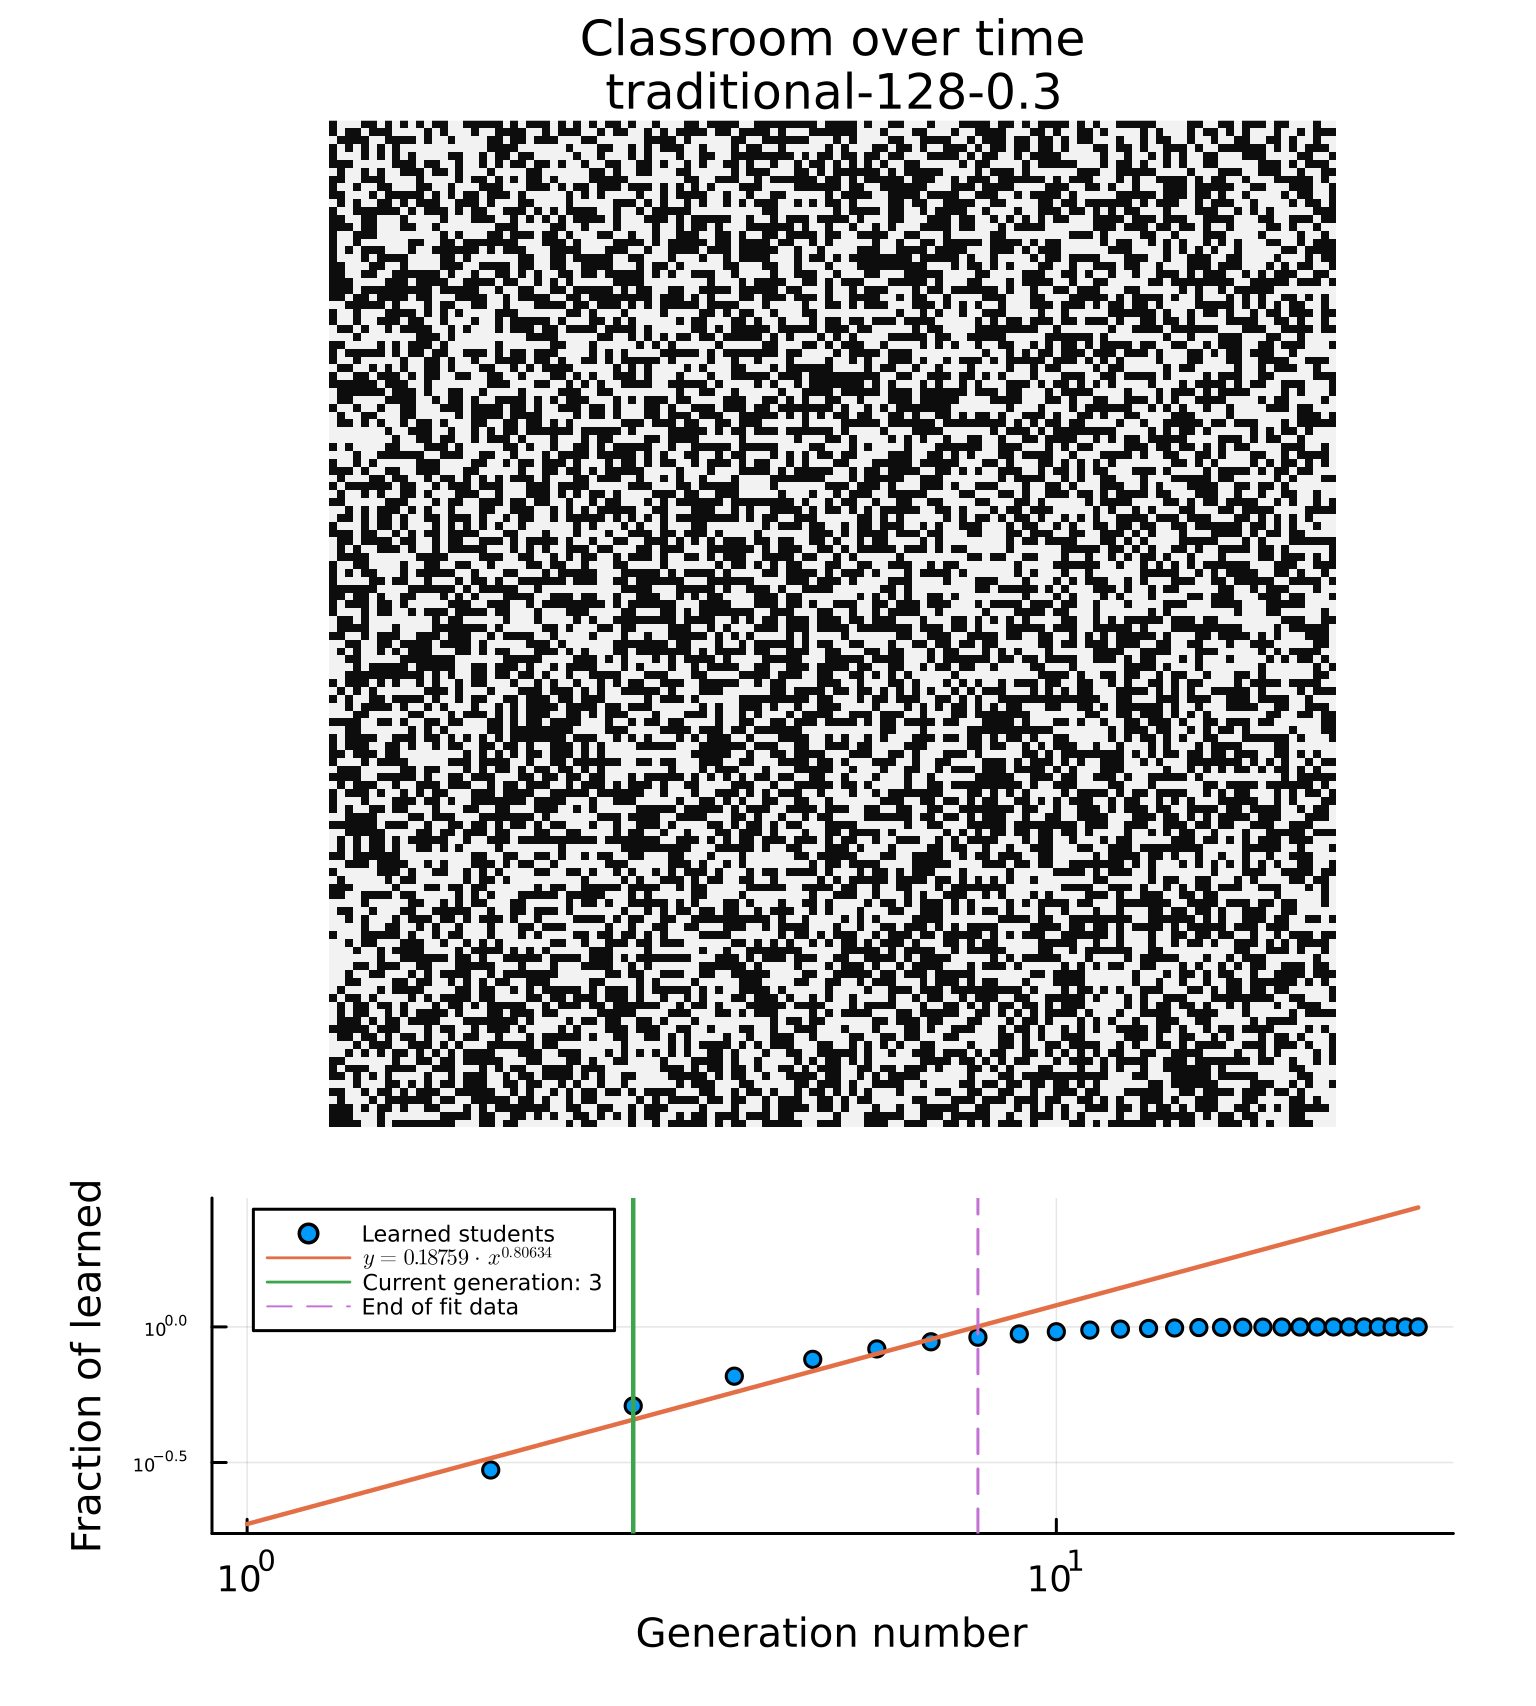 Classroom over time
traditional-128-0.3
Fraction of learned
Learned students
y = 0.18759 · x^0.80634
Current generation: 3
End of fit data
10^0.0
10^−0.5
10^0
10^1
Generation number